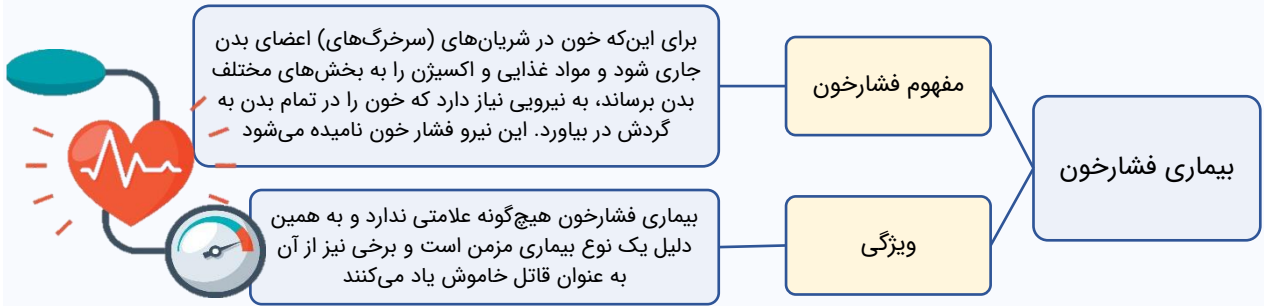 بیماری فشارخون
مفهوم فشارخون
برای این‌که خون در شریان‌های (سرخرگ‌های) اعضای بدن
جاری شود و مواد غذایی و اکسیژن را به بخش‌های مختلف
بدن برساند، به نیرویی نیاز دارد که خون را در تمام بدن به
گردش در بیاورد. این نیرو فشار خون نامیده می‌شود
ویژگی
بیماری فشارخون هیچ‌گونه علامتی ندارد و به همین
دلیل یک نوع بیماری مزمن است و برخی نیز از آن
به عنوان قاتل خاموش یاد می‌کنند